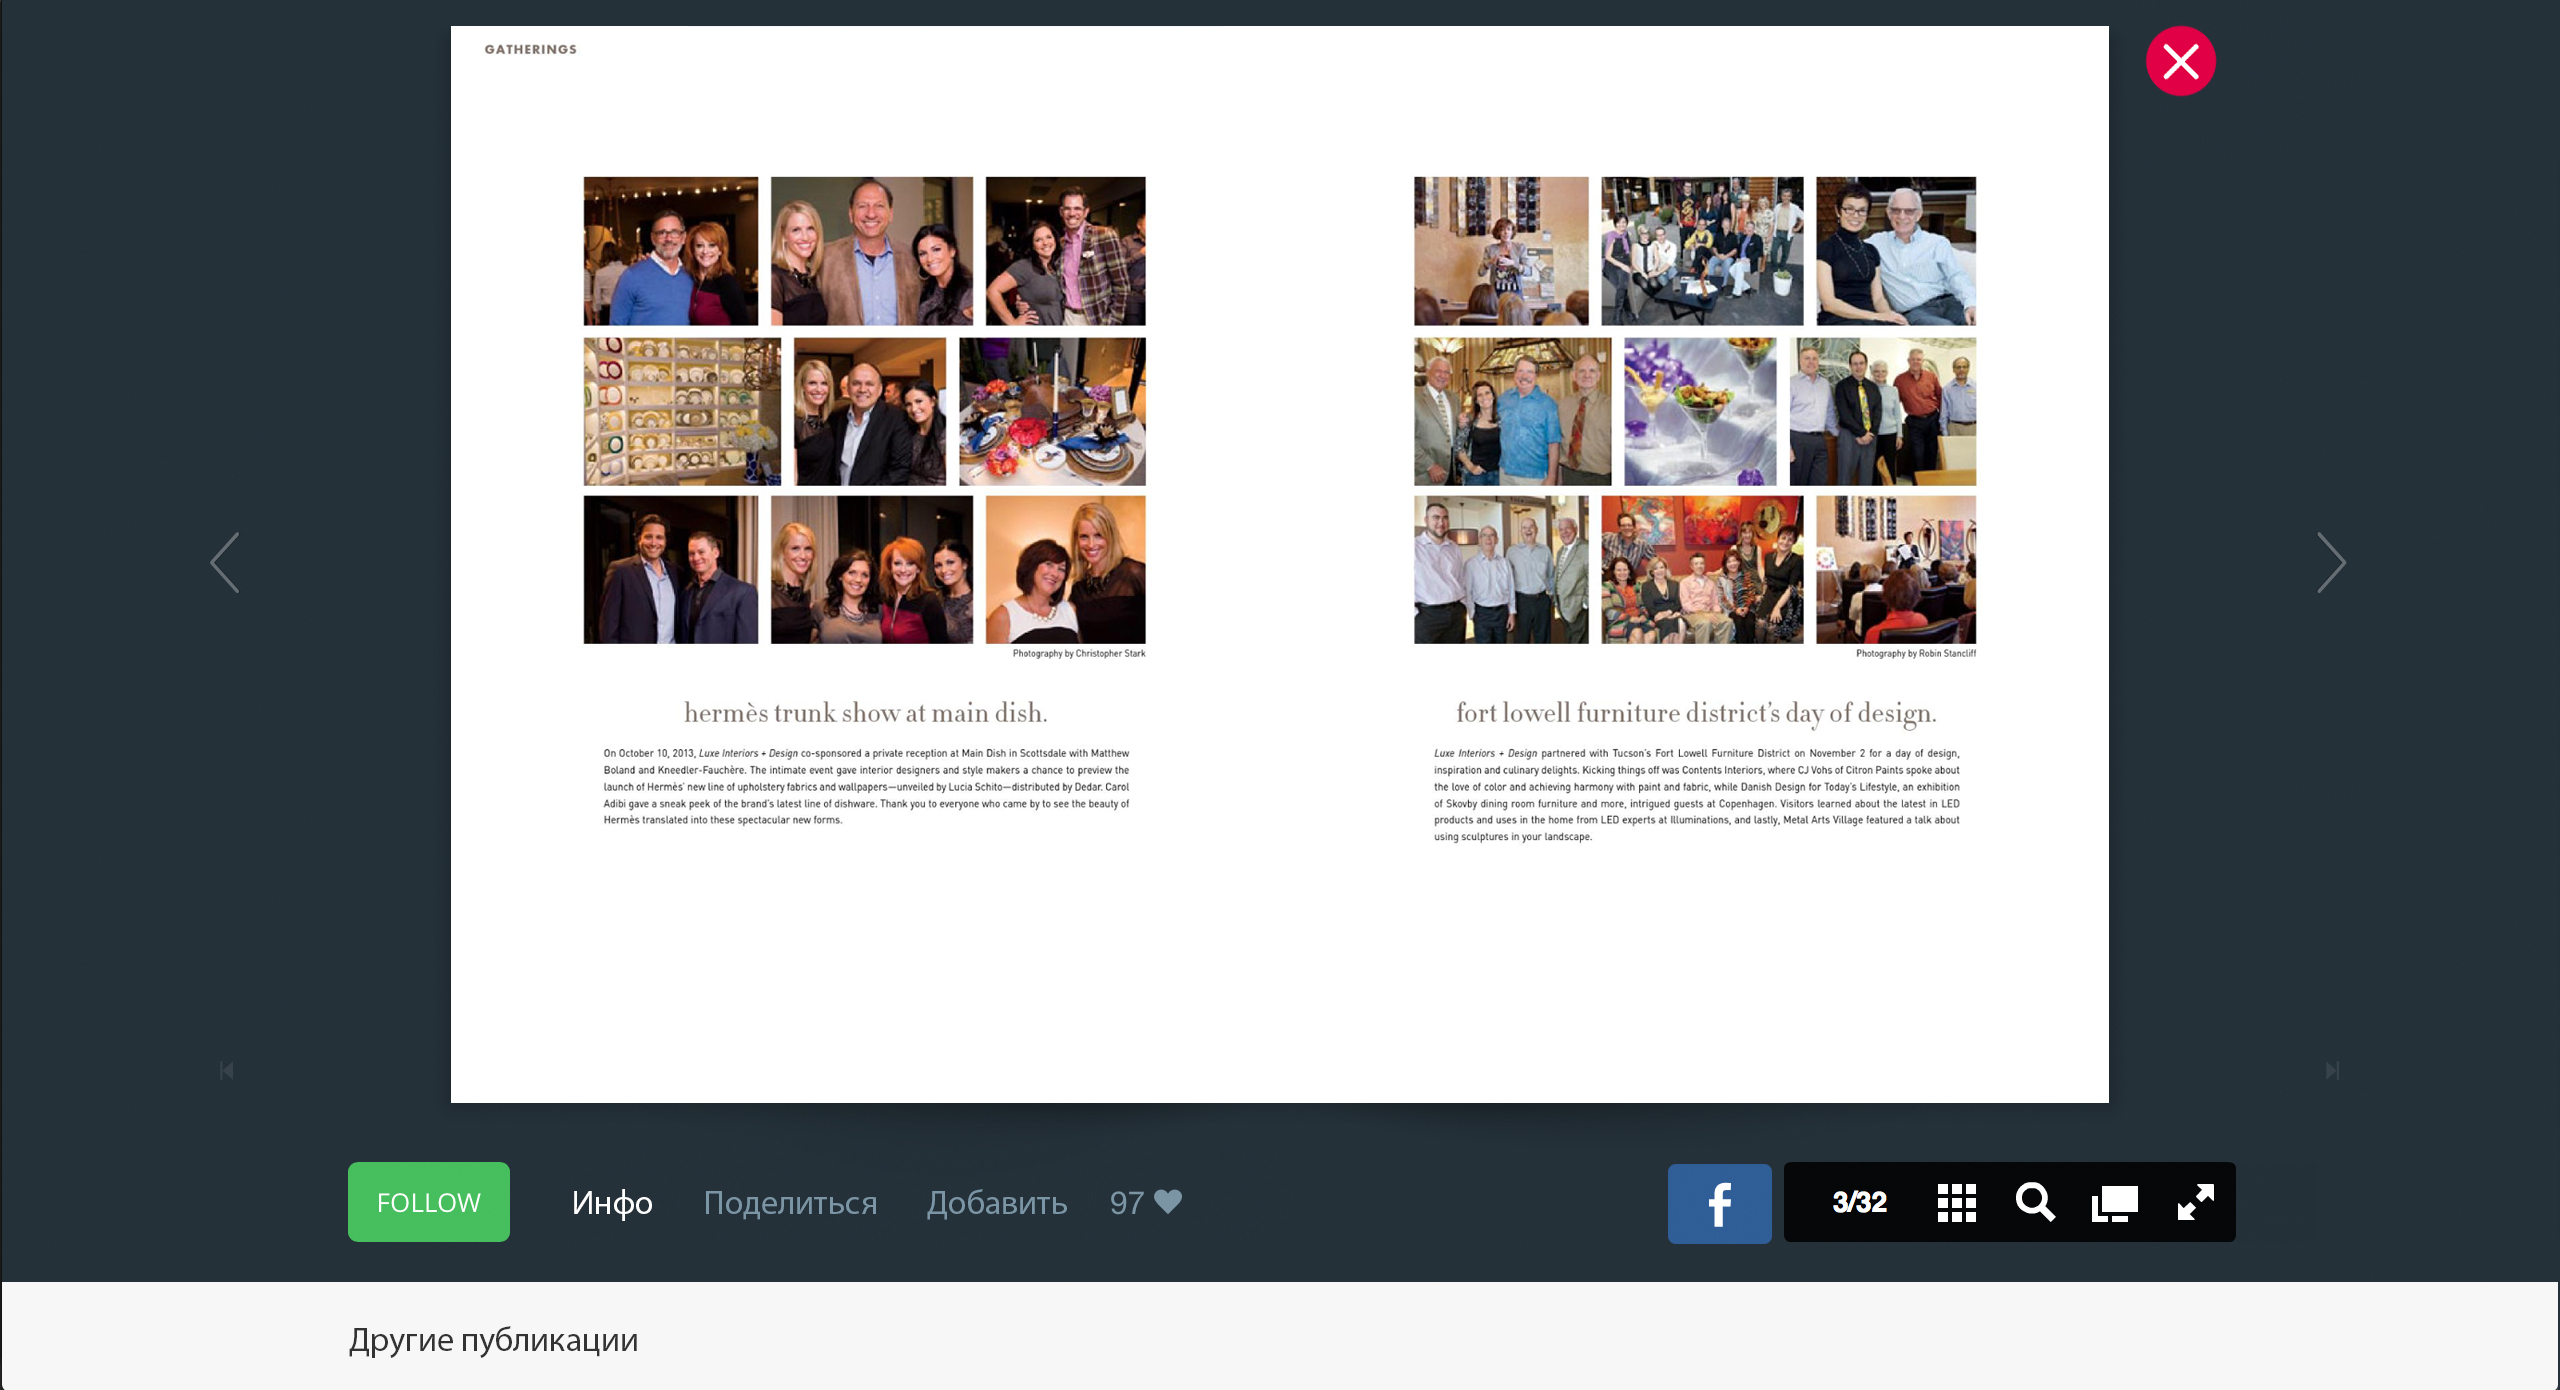 GATHERINGS
Photography by Christopher Stark
hermès trunk show at main dish.
On October 10, 2013, Luxe Interiors + Design co-sponsored a private reception at Main Dish in Scottsdale with Matthew
Boland and Kneedler-Fauchère. The intimate event gave interior designers and style makers a chance to preview the
launch of Hermès' new line of upholstery fabrics and wallpapers—unveiled by Lucia Schito—distributed by Dedar. Carol
Adibi gave a sneak peek of the brand's latest line of dishware. Thank you to everyone who came by to see the beauty of
Hermès translated into these spectacular new forms.
Photography by Robin Stancliff
fort lowell furniture district's day of design.
Luxe Interiors + Design partnered with Tucson's Fort Lowell Furniture District on November 2 for a day of design,
inspiration and culinary delights. Kicking things off was Contents Interiors, where CJ Vohs of Citron Paints spoke about
the love of color and achieving harmony with paint and fabric, while Danish Design for Today's Lifestyle, an exhibition
of Skovby dining room furniture and more, intrigued guests at Copenhagen. Visitors learned about the latest in LED
products and uses in the home from LED experts at Illuminations, and lastly, Metal Arts Village featured a talk about
using sculptures in your landscape.
FOLLOW
Инфо
Поделиться
Добавить
97
f
3/32
Другие публикации